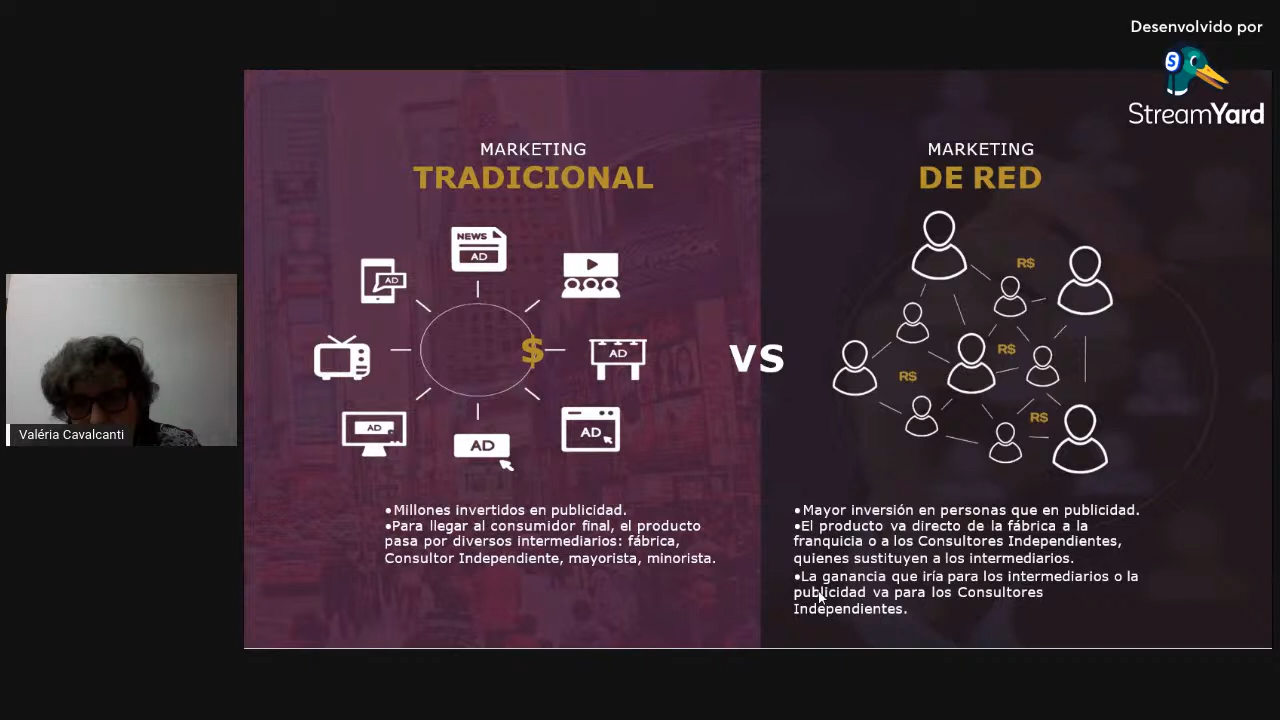 Desenvolvido por
StreamYard
MARKETING
TRADICIONAL
NEWS
AD
AD
AD
AD
AD
AD
$
VS
MARKETING
DE RED
R$
R$
R$
R$
•Millones invertidos en publicidad.
•Para llegar al consumidor final, el producto
pasa por diversos intermediarios: fábrica,
Consultor Independiente, mayorista, minorista.
•Mayor inversión en personas que en publicidad.
•El producto va directo de la fábrica a la
franquicia o a los Consultores Independientes,
quienes sustituyen a los intermediarios.
•La ganancia que iría para los intermediarios o la
publicidad va para los Consultores
Independientes.
Valéria Cavalcanti